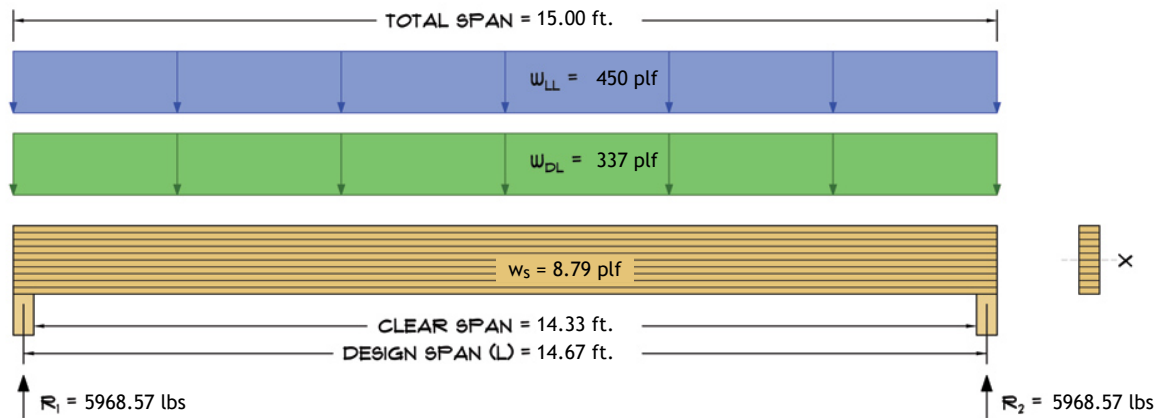 TOTAL SPAN = 15.00 ft.
wLL = 450 plf
wDL = 337 plf
ws = 8.79 plf
X
CLEAR SPAN = 14.33 ft.
DESIGN SPAN (L) = 14.67 ft.
R1 = 5968.57 lbs
R2 = 5968.57 lbs